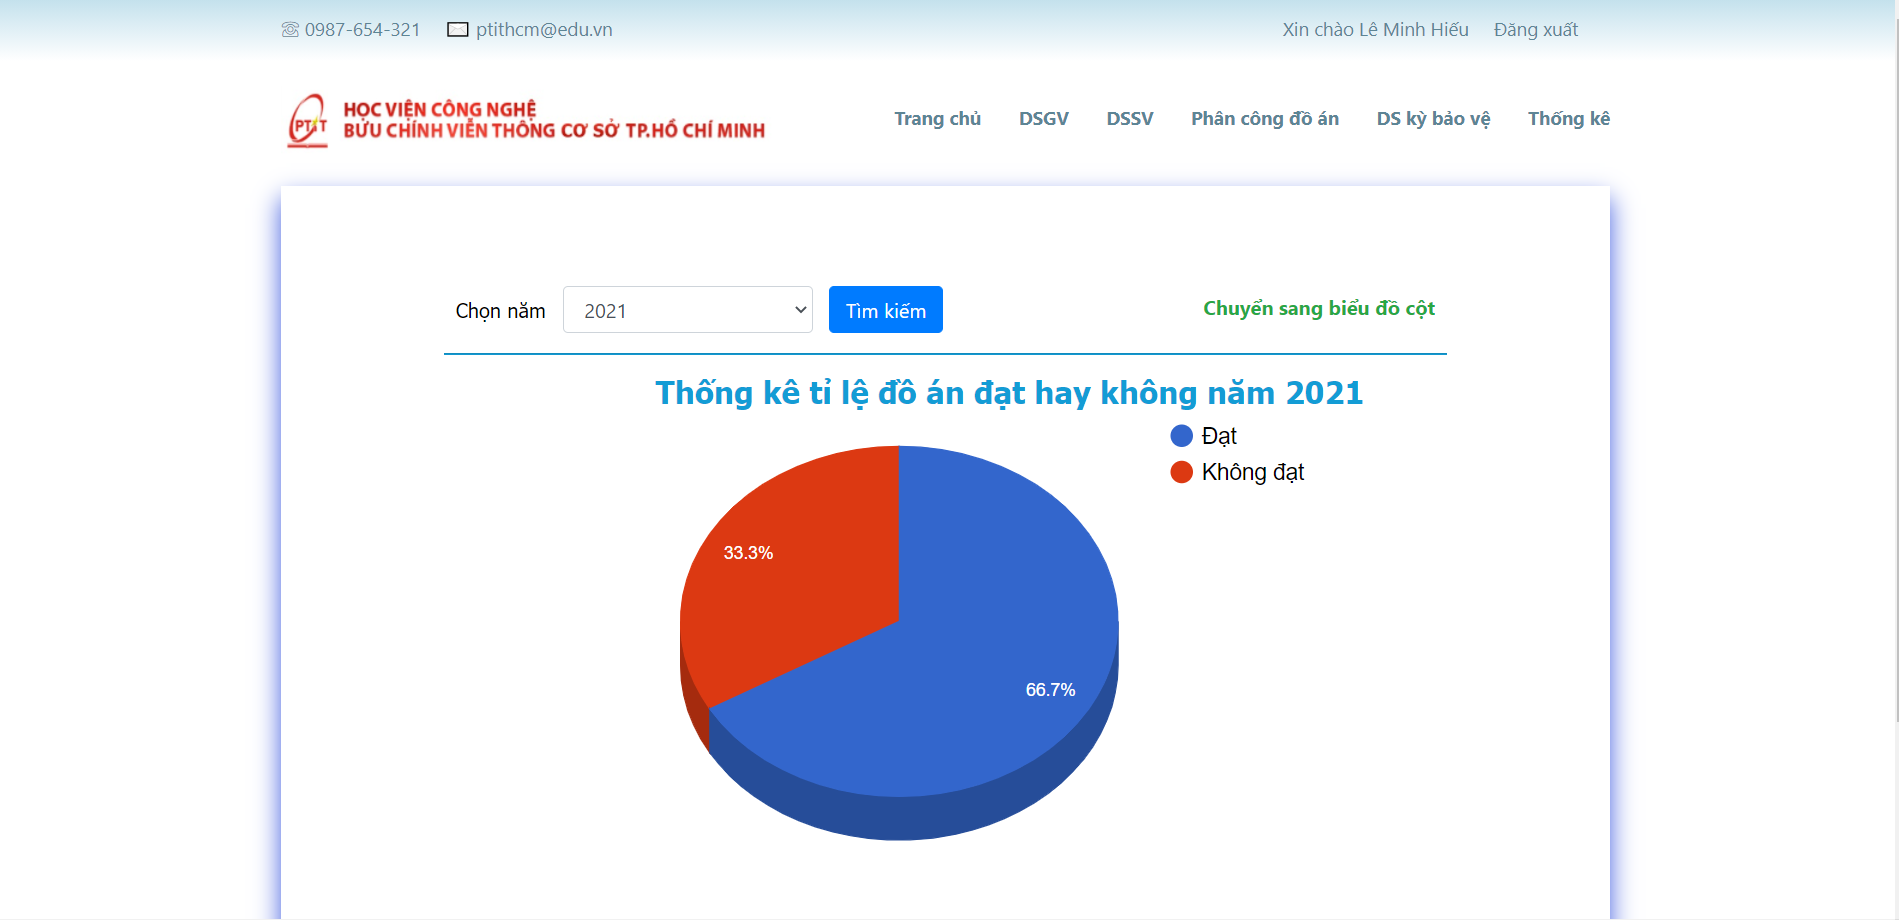 0987-654-321 ptithcm@edu.vn Xin chào Lê Minh Hiếu Đăng xuất
PTIT
HỌC VIỆN CÔNG NGHỆ
BƯU CHÍNH VIỄN THÔNG CƠ SỞ TP.HỒ CHÍ MINH
Trang chủ DSGV DSSV Phân công đồ án DS kỳ bảo vệ Thống kê
Chọn năm 2021 Tìm kiếm Chuyển sang biểu đồ cột
Thống kê tỉ lệ đồ án đạt hay không năm 2021
Đạt
Không đạt
33.3%
66.7%